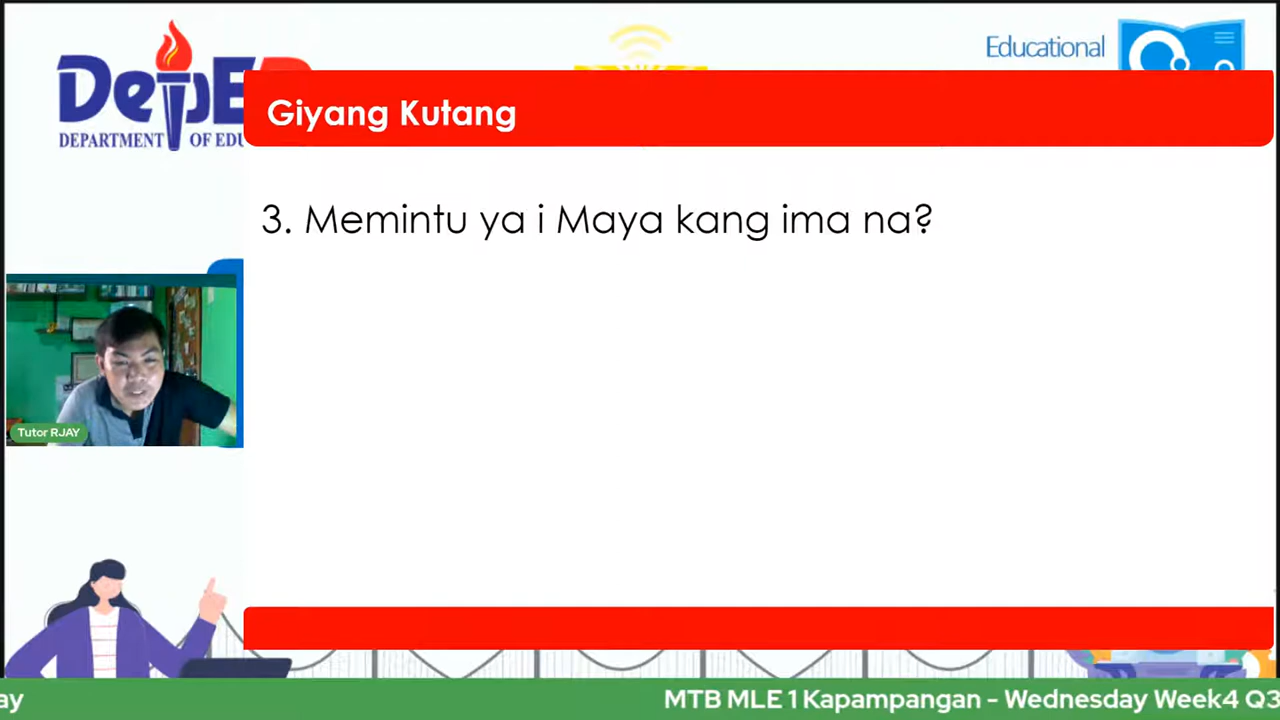 DepE
DEPARTMENT OF EDU
Educational
Giyang Kutang
3. Memintu ya i Maya kang ima na?
Tutor RJAY
ay
MTB MLE 1 Kapampangan - Wednesday Week4 Q3